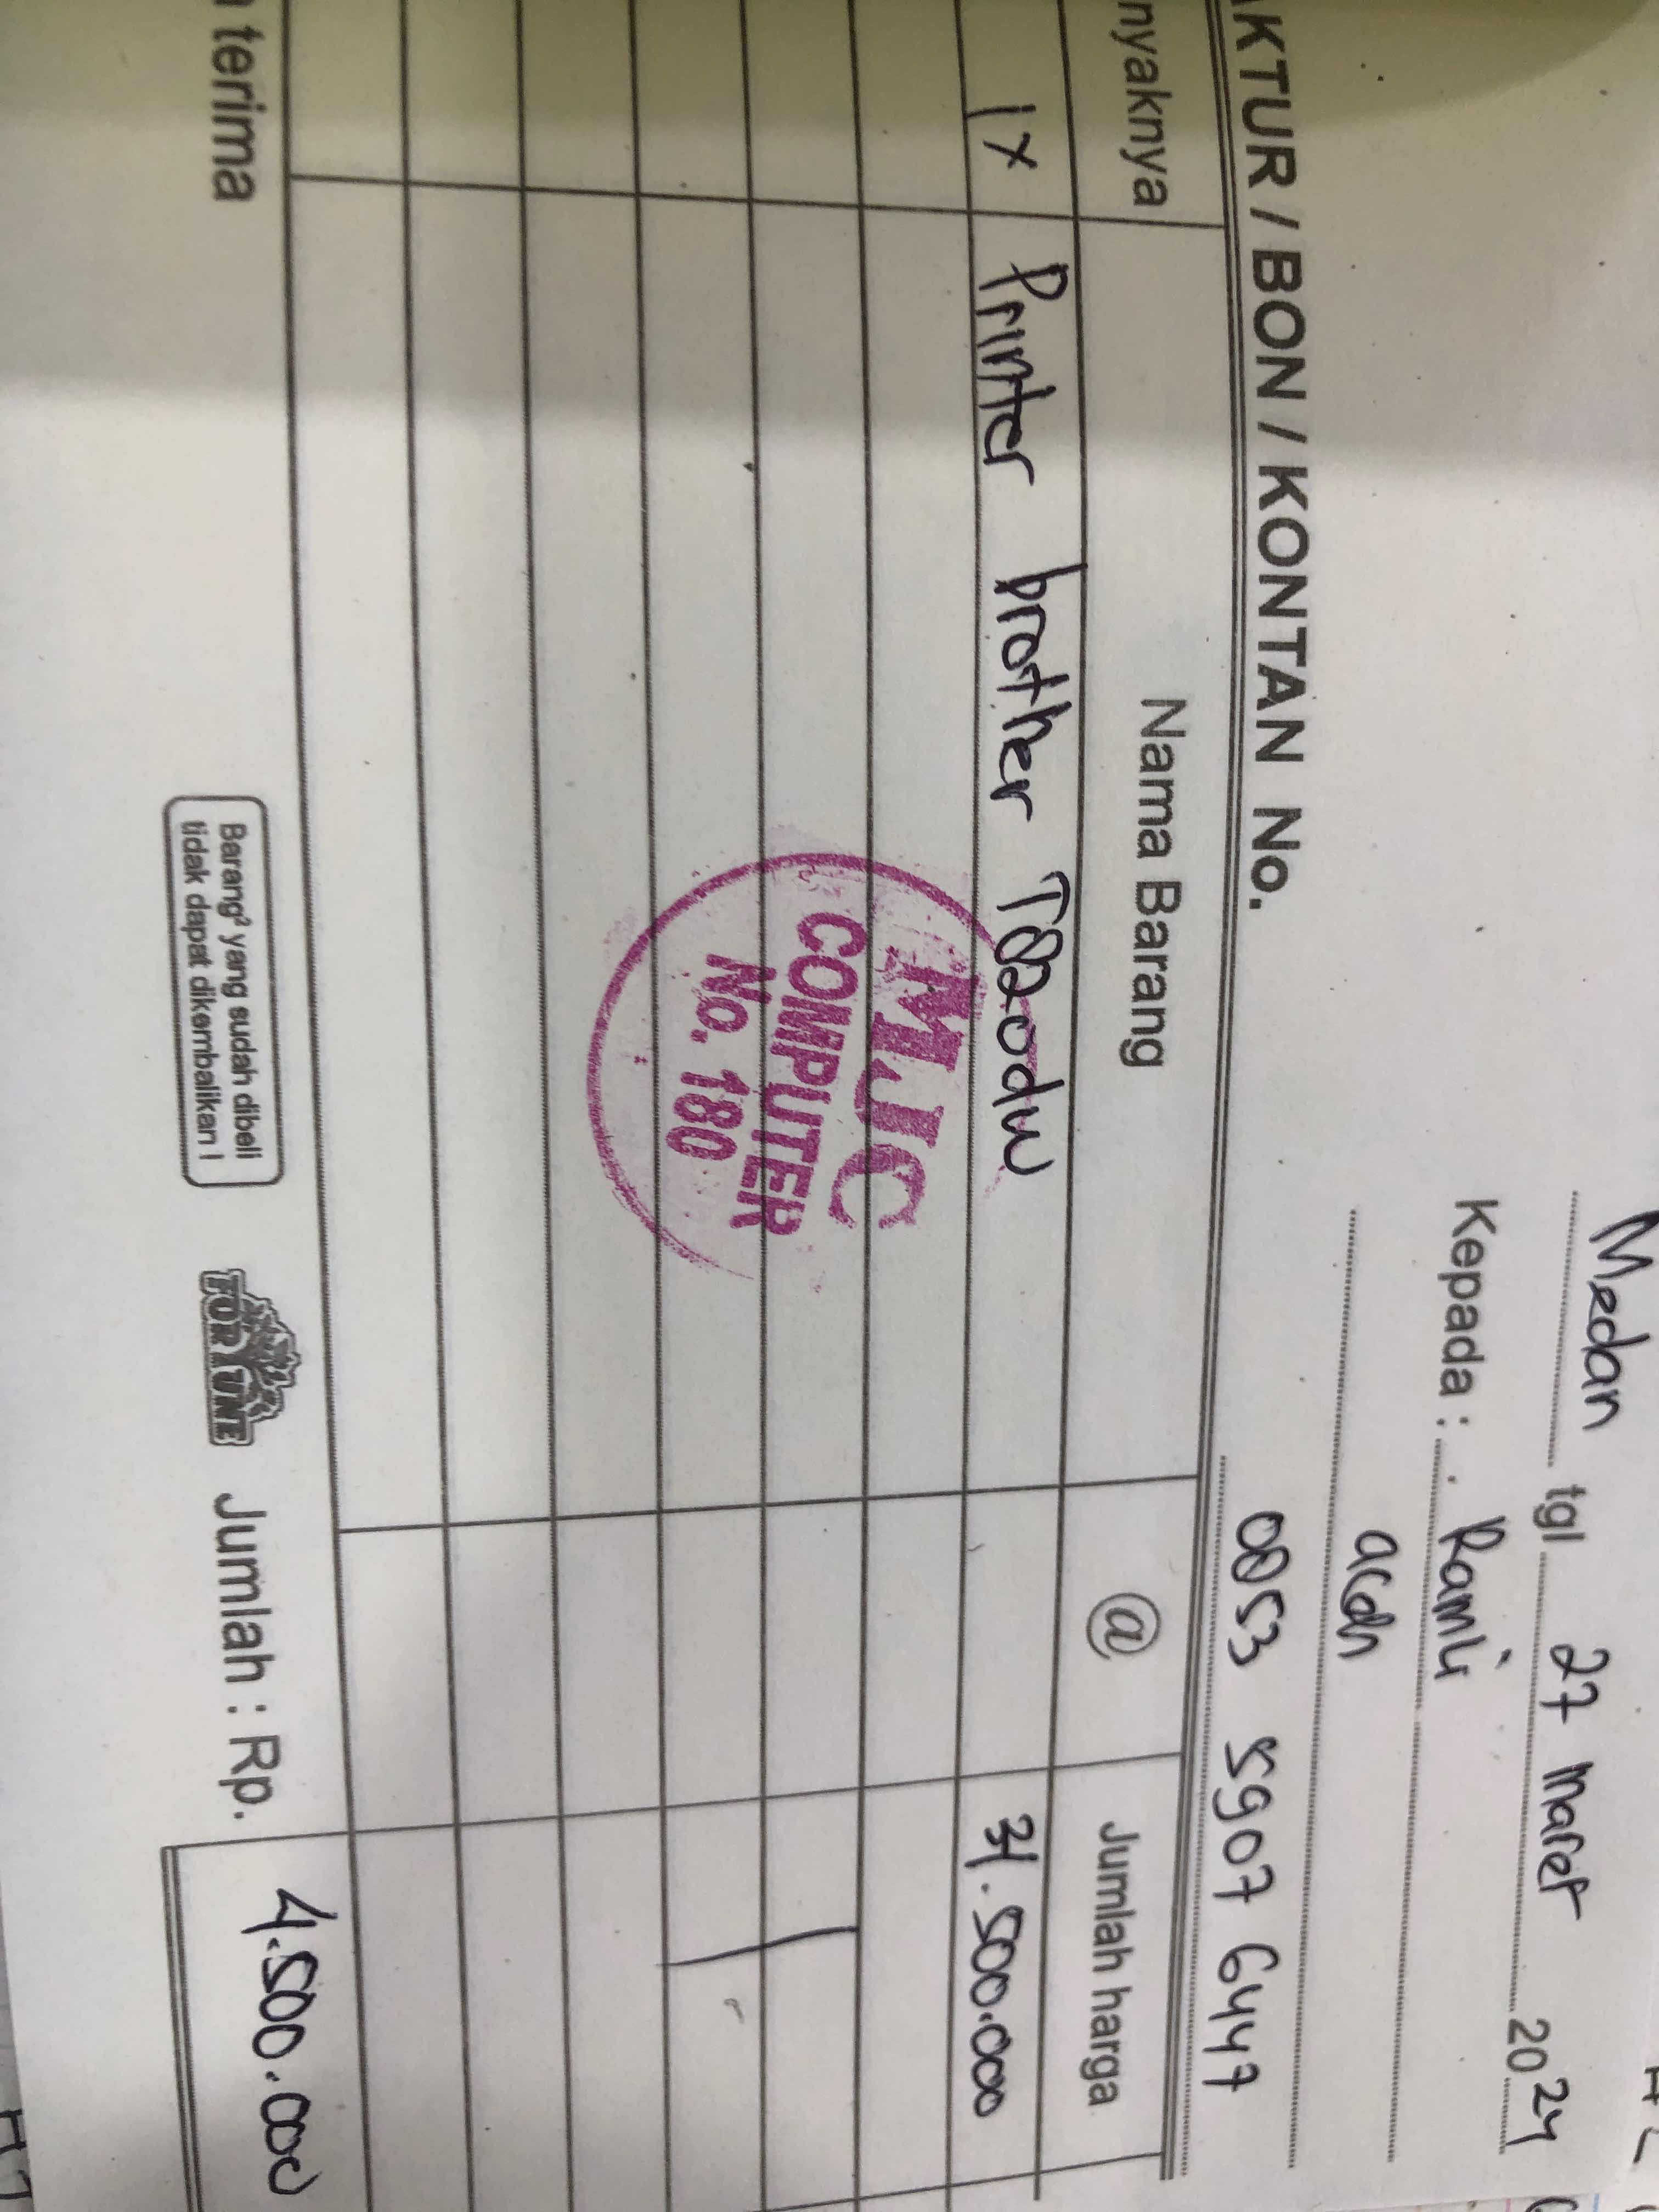 Medan tgl 27 maret 2024
Kepada : Ramli
aceh
0853 5907 6447
KTUR / BON / KONTAN No.
nyaknya Nama Barang @ Jumlah harga
1x Printer brother T820dw 4.500.000
MJC
COMPUTER
No. 180
terima
Barang² yang sudah dibeli
tidak dapat dikembalikan !
FORTUNE
Jumlah : Rp. 4.500.000